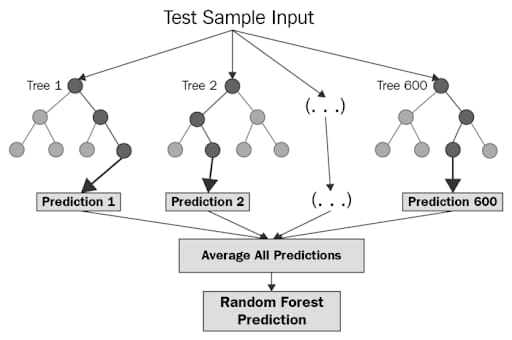 Test Sample Input
Tree 1
Tree 2
(. . .)
Tree 600
Prediction 1
Prediction 2
(. . .)
Prediction 600
Average All Predictions
Random Forest
Prediction